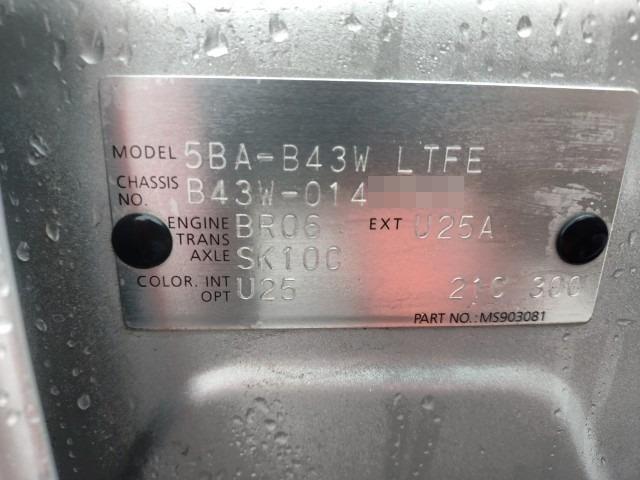 MODEL 5BA-B43W LTFE
CHASSIS NO. B43W-014
ENGINE BR06 EXT U25A
TRANS AXLE SK10C
COLOR. INT U25 21C 300
OPT
PART NO.:MS903081